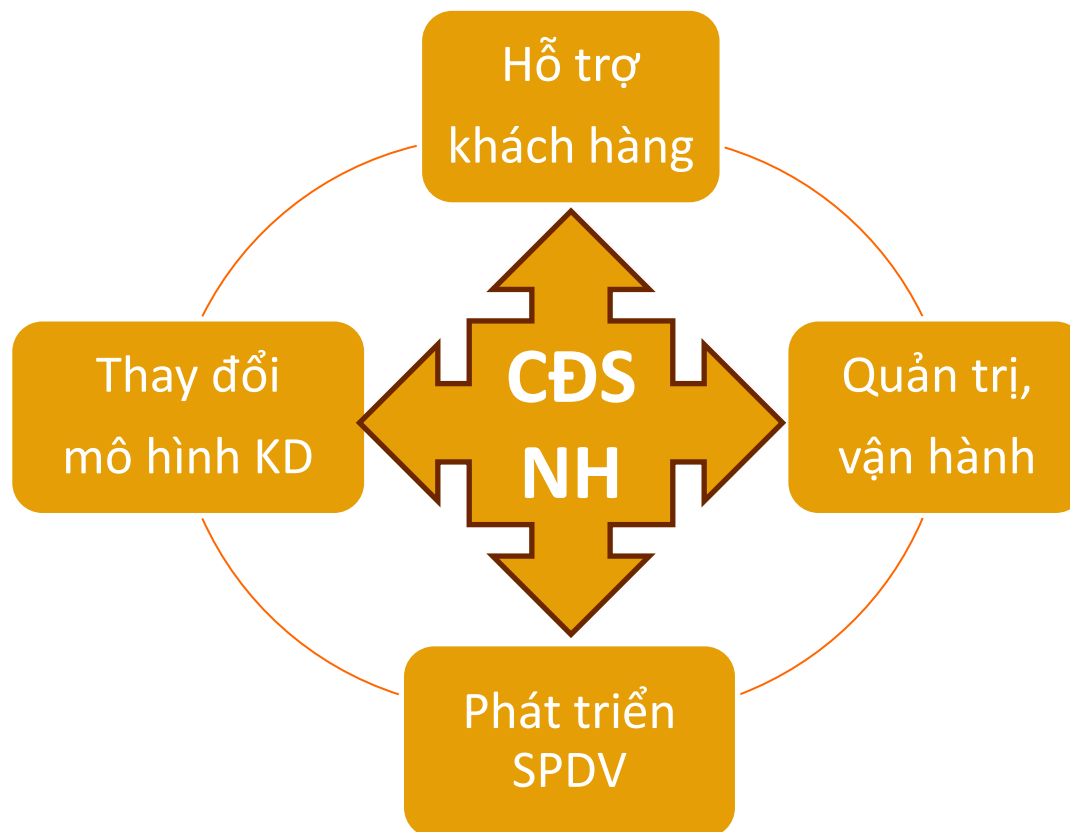 Hỗ trợ
khách hàng
Thay đổi
mô hình KD
CĐS
NH
Quản trị,
vận hành
Phát triển
SPDV